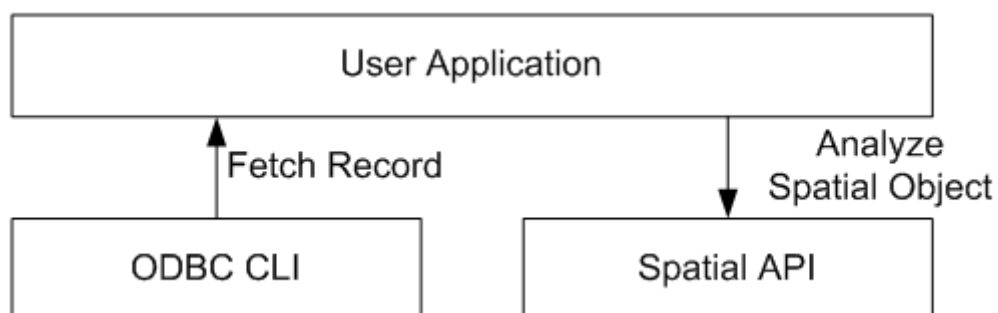 User Application
Fetch Record
Analyze
Spatial Object
ODBC CLI
Spatial API